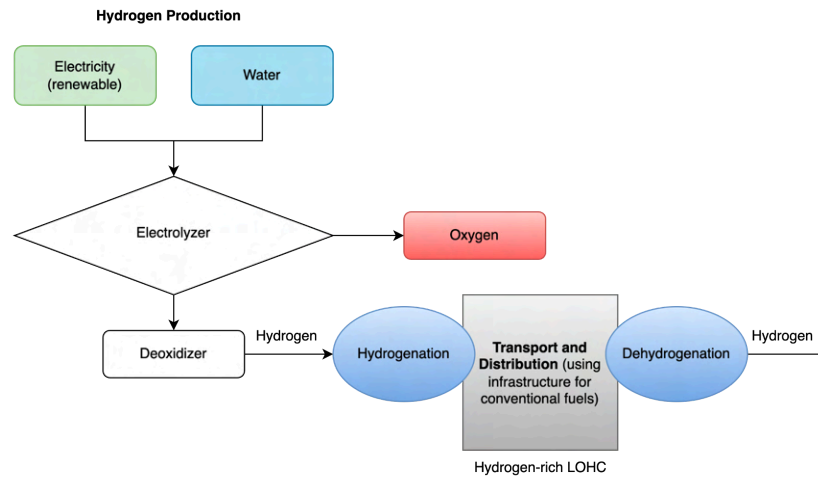 Hydrogen Production
Electricity
(renewable)
Water
Electrolyzer
Oxygen
Deoxidizer
Hydrogen
Hydrogenation
Transport and
Distribution (using
infrastructure for
conventional fuels)
Dehydrogenation
Hydrogen
Hydrogen-rich LOHC